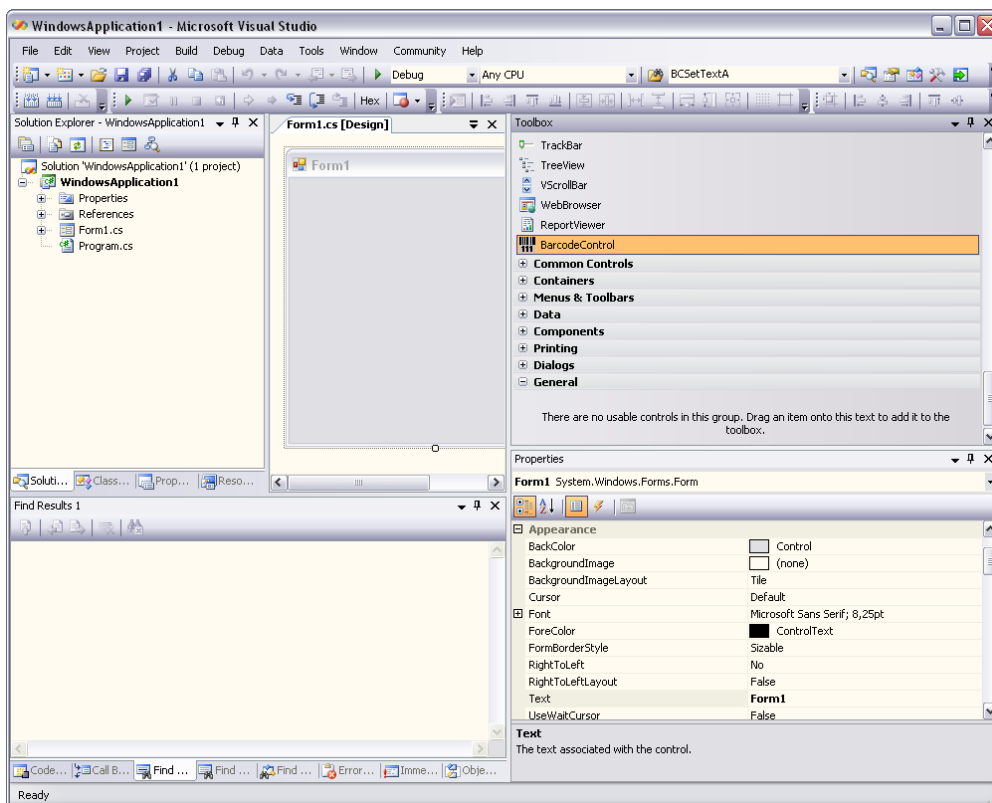 WindowsApplication1 - Microsoft Visual Studio
File Edit View Project Build Debug Data Tools Window Community Help
Debug Any CPU BCSetTextA
Hex
Solution Explorer - WindowsApplication1
Solution 'WindowsApplication1' (1 project)
WindowsApplication1
Properties
References
Form1.cs
Program.cs
Soluti... Class... Prop... Reso...
Form1.cs [Design]
Form1
Toolbox
TrackBar
TreeView
VScrollBar
WebBrowser
ReportViewer
BarcodeControl
Common Controls
Containers
Menus & Toolbars
Data
Components
Printing
Dialogs
General
There are no usable controls in this group. Drag an item onto this text to add it to the
toolbox.
Find Results 1
Properties
Form1 System.Windows.Forms.Form
Appearance
BackColor Control
BackgroundImage (none)
BackgroundImageLayout Tile
Cursor Default
Font Microsoft Sans Serif; 8,25pt
ForeColor ControlText
FormBorderStyle Sizable
RightToLeft No
RightToLeftLayout False
Text Form1
UseWaitCursor False
Text
The text associated with the control.
Code... Call B... Find ... Find ... Find ... Error... Imme... Obje...
Ready